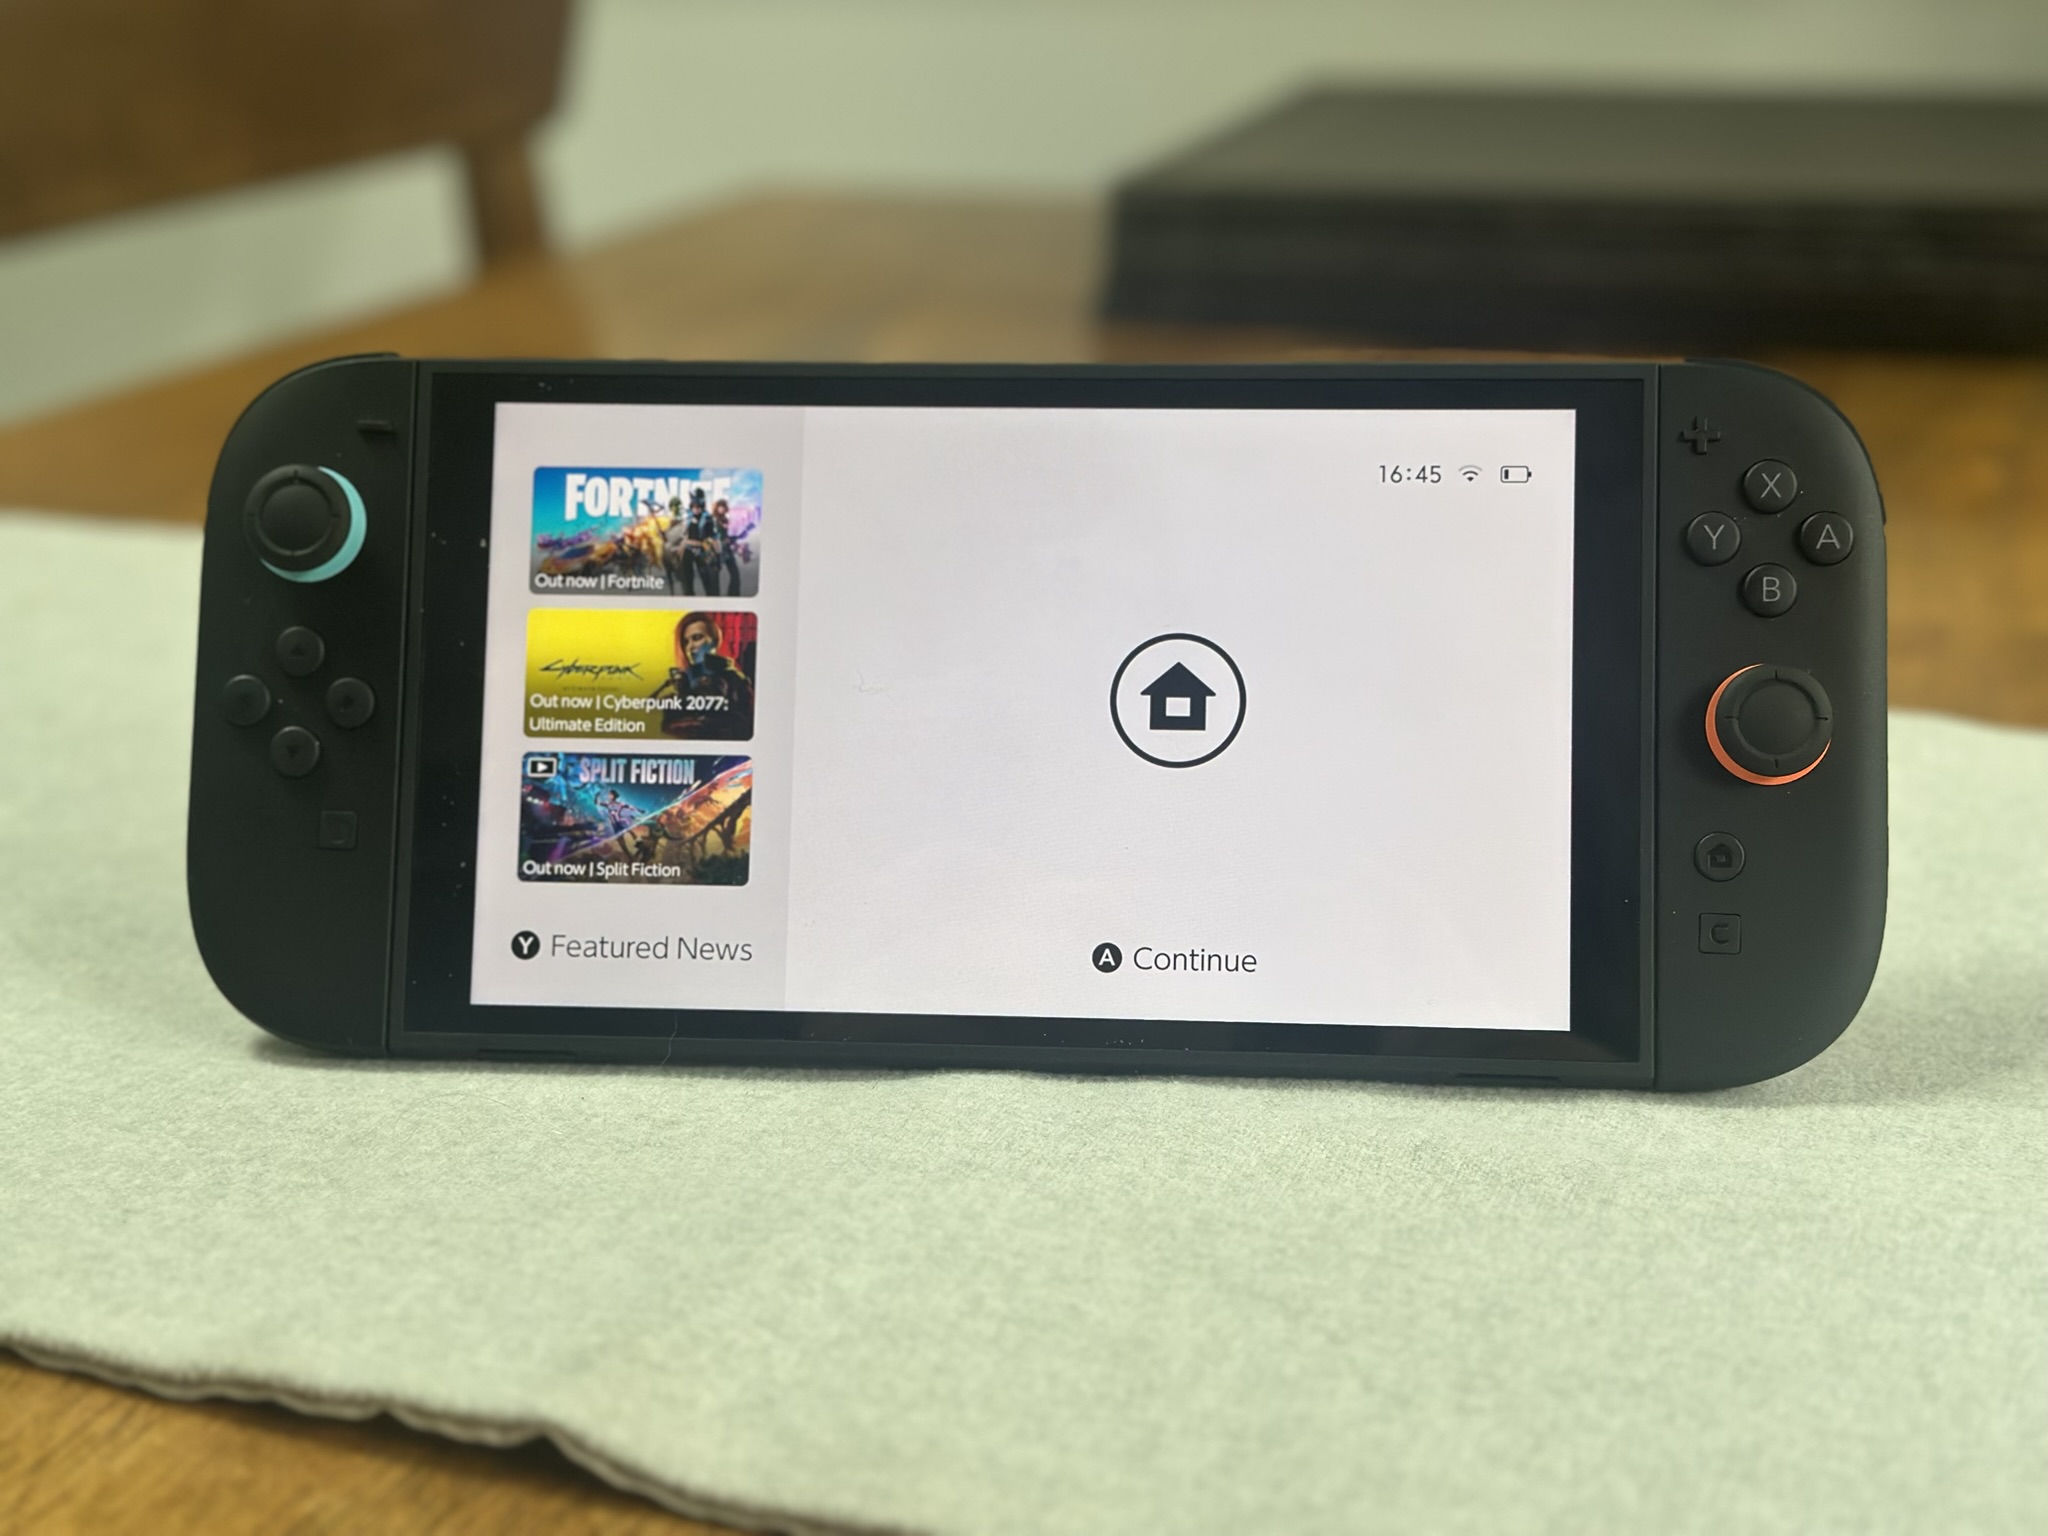 FORTNITE
Out now | Fortnite
CYBERPUNK
Out now | Cyberpunk 2077:
Ultimate Edition
SPLIT FICTION
Out now | Split Fiction
Y Featured News
16:45
A Continue
X
Y
A
B
C